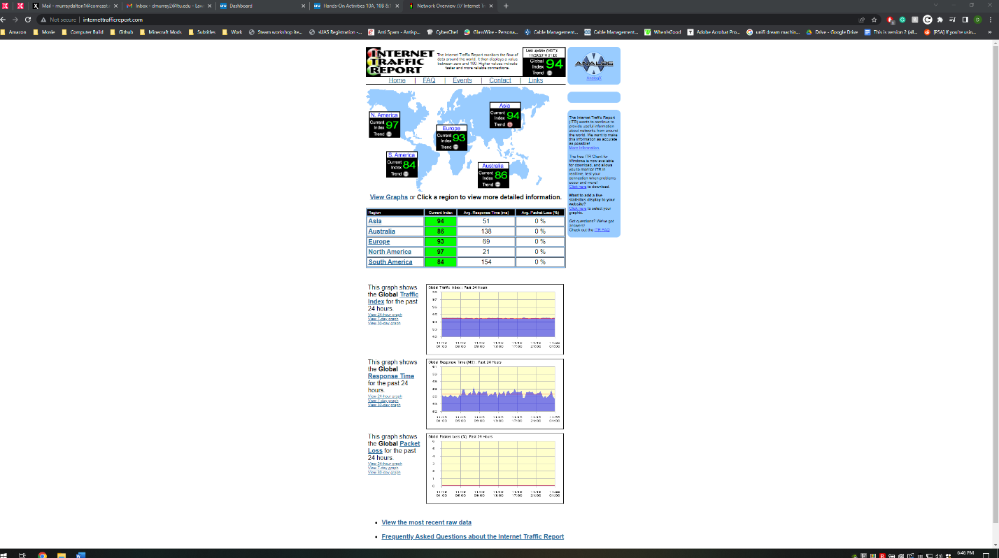 Mail - murraydalton1@comcast.
Inbox - dmurray2@ltu.edu - Law
Dashboard
Hands-On Activities 10A, 10B &
Network Overview /// Internet Tr
Not secure
internettrafficreport.com
Amazon
Movie
Computer Build
Github
Minecraft Mods
Subtitles
Work
Steam workshop ite...
sUAS Registration -...
Anti Spam - Antisp...
CyberChef
GlassWire - Persona...
Cable Management...
Cable Management...
WhenIsGood
Adobe Acrobat Pro...
unifi dream machin...
Drive - Google Drive
This is version 2 (all...
[PSA] If you're usin...
INTERNET
TRAFFIC
REPORT
The Internet Traffic Report monitors the flow of
data around the world. It then displays a value
between zero and 100. Higher values indicate
faster and more reliable connections.
Last update (MST):
Global
Index
94
Trend
Home | FAQ | Events | Contact | Links
N. America
Current
Index
97
Trend
S. America
Current
Index
84
Trend
Europe
Current
Index
93
Trend
Asia
Current
Index
94
Trend
Australia
Current
Index
86
Trend
View Graphs or Click a region to view more detailed information.
Region Current Index Avg. Response Time (ms) Avg. Packet Loss (%)
Asia 94 51 0 %
Australia 86 138 0 %
Europe 93 69 0 %
North America 97 21 0 %
South America 84 154 0 %
This graph shows
the Global Traffic
Index for the past
24 hours.
View 24-hour graph
View 7-day graph
View 30-day graph
Global Traffic Index : Past 24 Hours
This graph shows
the Global
Response Time
for the past 24
hours.
View 24-hour graph
View 7-day graph
View 30-day graph
Global Response Time (MS) : Past 24 Hours
This graph shows
the Global Packet
Loss for the past
24 hours.
View 24-hour graph
View 7-day graph
View 30-day graph
Global Packet Loss (%): Past 24 Hours
6
5
4
3
2
1
0
View the most recent raw data
Frequently Asked Questions about the Internet Traffic Report
ANALOG
AnalogX
The Internet Traffic Report
(ITR) wants to continue to
provide useful information
about networks from around
the world. We want to make
this information as accurate
as possible!
More information.
The free ITR Client for
Windows is now available
for download, and allows
you to monitor ITR in
realtime, test your
connection when problems
occur and more!
Click here to download.
Want to add a live
statistics display to your
website?
Click here to select your
graphic.
Got questions? We've got
answers!
Check out the ITR FAQ
6:46 PM